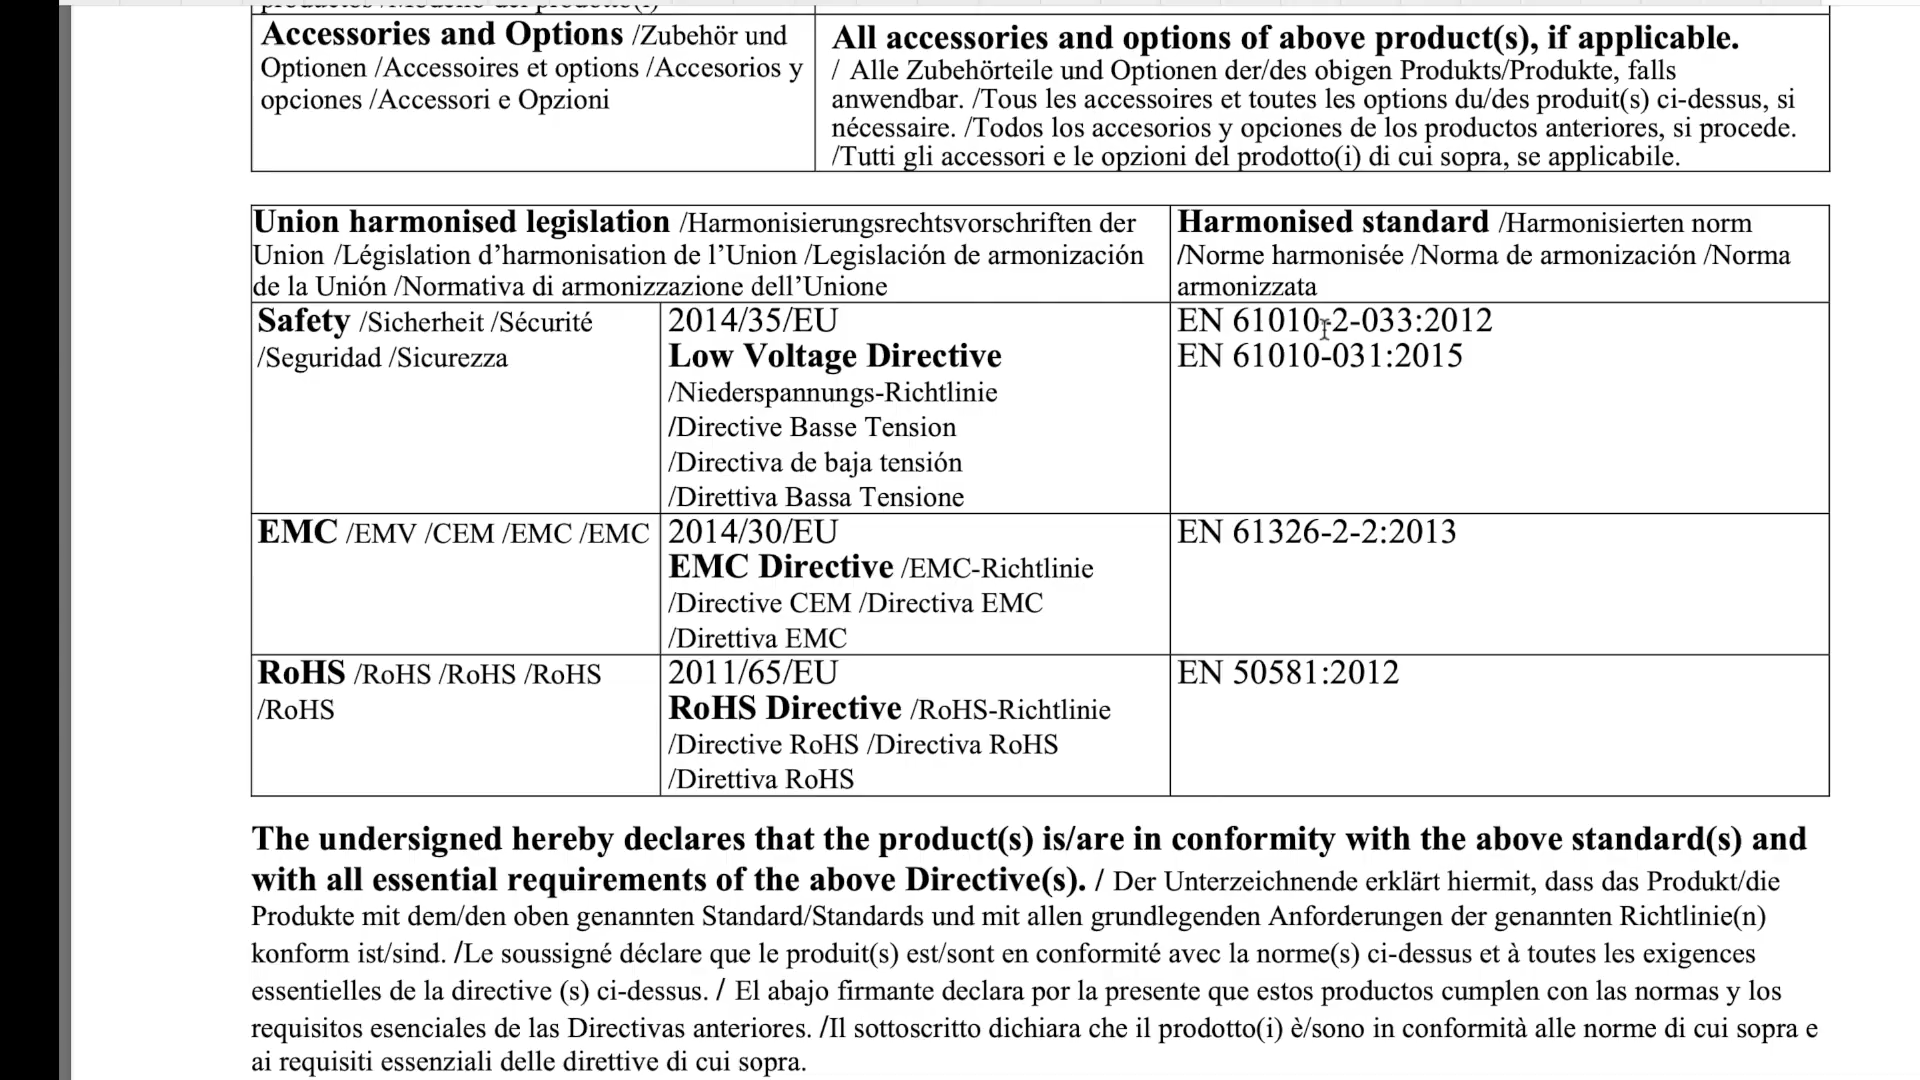 productos /Modello del prodotto(i)
Accessories and Options /Zubehör und
Optionen /Accessoires et options /Accesorios y
opciones /Accessori e Opzioni
All accessories and options of above product(s), if applicable.
/ Alle Zubehörteile und Optionen der/des obigen Produkts/Produkte, falls
anwendbar. /Tous les accessoires et toutes les options du/des produit(s) ci-dessus, si
nécessaire. /Todos los accesorios y opciones de los productos anteriores, si procede.
/Tutti gli accessori e le opzioni del prodotto(i) di cui sopra, se applicabile.
Union harmonised legislation /Harmonisierungsrechtsvorschriften der
Union /Législation d’harmonisation de l’Union /Legislación de armonización
de la Unión /Normativa di armonizzazione dell’Unione
Harmonised standard /Harmonisierten norm
/Norme harmonisée /Norma de armonización /Norma
armonizzata
Safety /Sicherheit /Sécurité
/Seguridad /Sicurezza
2014/35/EU
Low Voltage Directive
/Niederspannungs-Richtlinie
/Directive Basse Tension
/Directiva de baja tensión
/Direttiva Bassa Tensione
EN 61010-2-033:2012
EN 61010-031:2015
EMC /EMV /CEM /EMC /EMC
2014/30/EU
EMC Directive /EMC-Richtlinie
/Directive CEM /Directiva EMC
/Direttiva EMC
EN 61326-2-2:2013
RoHS /RoHS /RoHS /RoHS
/RoHS
2011/65/EU
RoHS Directive /RoHS-Richtlinie
/Directive RoHS /Directiva RoHS
/Direttiva RoHS
EN 50581:2012
The undersigned hereby declares that the product(s) is/are in conformity with the above standard(s) and
with all essential requirements of the above Directive(s). / Der Unterzeichnende erklärt hiermit, dass das Produkt/die
Produkte mit dem/den oben genannten Standard/Standards und mit allen grundlegenden Anforderungen der genannten Richtlinie(n)
konform ist/sind. /Le soussigné déclare que le produit(s) est/sont en conformité avec la norme(s) ci-dessus et à toutes les exigences
essentielles de la directive (s) ci-dessus. / El abajo firmante declara por la presente que estos productos cumplen con las normas y los
requisitos esenciales de las Directivas anteriores. /Il sottoscritto dichiara che il prodotto(i) è/sono in conformità alle norme di cui sopra e
ai requisiti essenziali delle direttive di cui sopra.